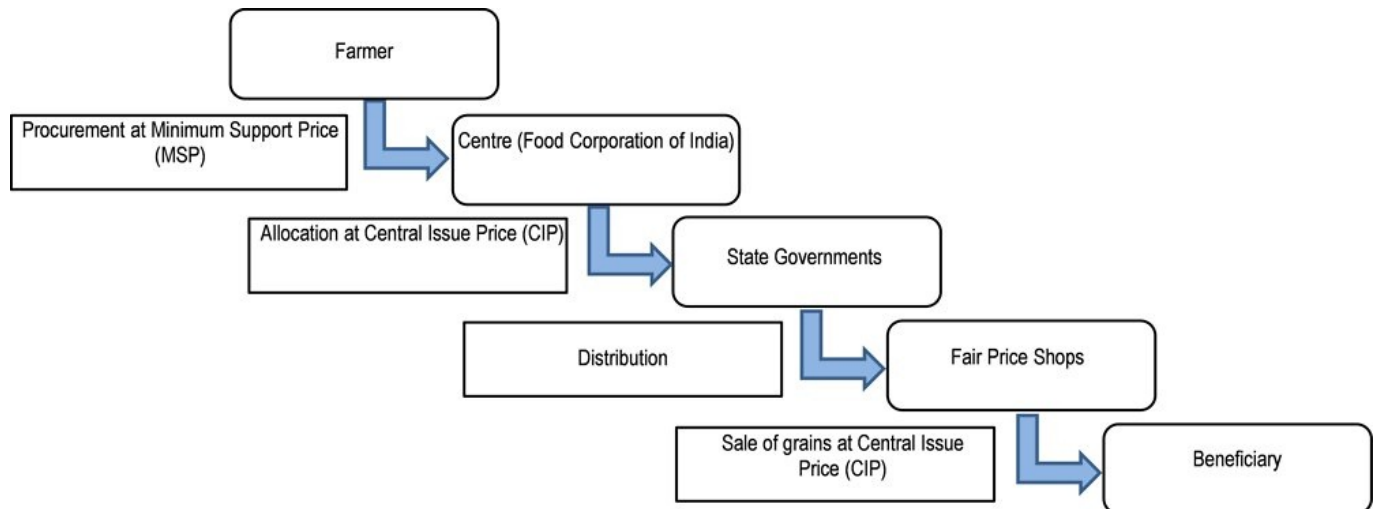 Farmer
Procurement at Minimum Support Price
(MSP)
Centre (Food Corporation of India)
Allocation at Central Issue Price (CIP)
State Governments
Distribution
Fair Price Shops
Sale of grains at Central Issue
Price (CIP)
Beneficiary